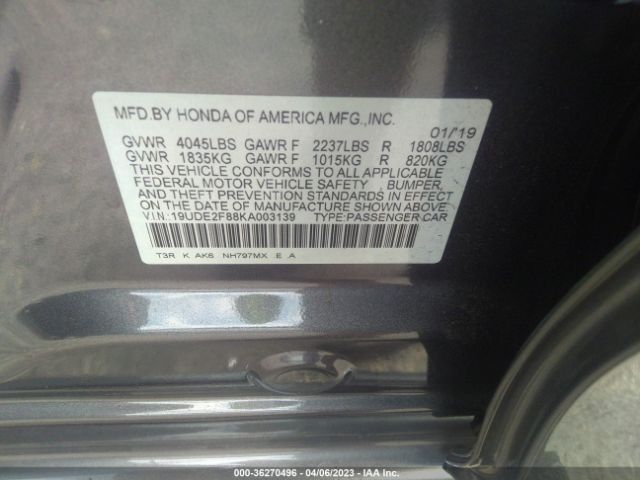 MFD.BY HONDA OF AMERICA MFG.,INC.
01/'19
GVWR 4045LBS GAWR F 2237LBS R 1808LBS
GVWR 1835KG GAWR F 1015KG R 820KG
THIS VEHICLE CONFORMS TO ALL APPLICABLE
FEDERAL MOTOR VEHICLE SAFETY , BUMPER,
AND THEFT PREVENTION STANDARDS IN EFFECT
ON THE DATE OF MANUFACTURE SHOWN ABOVE.
V.I.N:19UDE2F88KA003139 TYPE:PASSENGER CAR
T3R K AK6 NH797MX E A
000-36270496 - 04/06/2023 - IAA Inc.